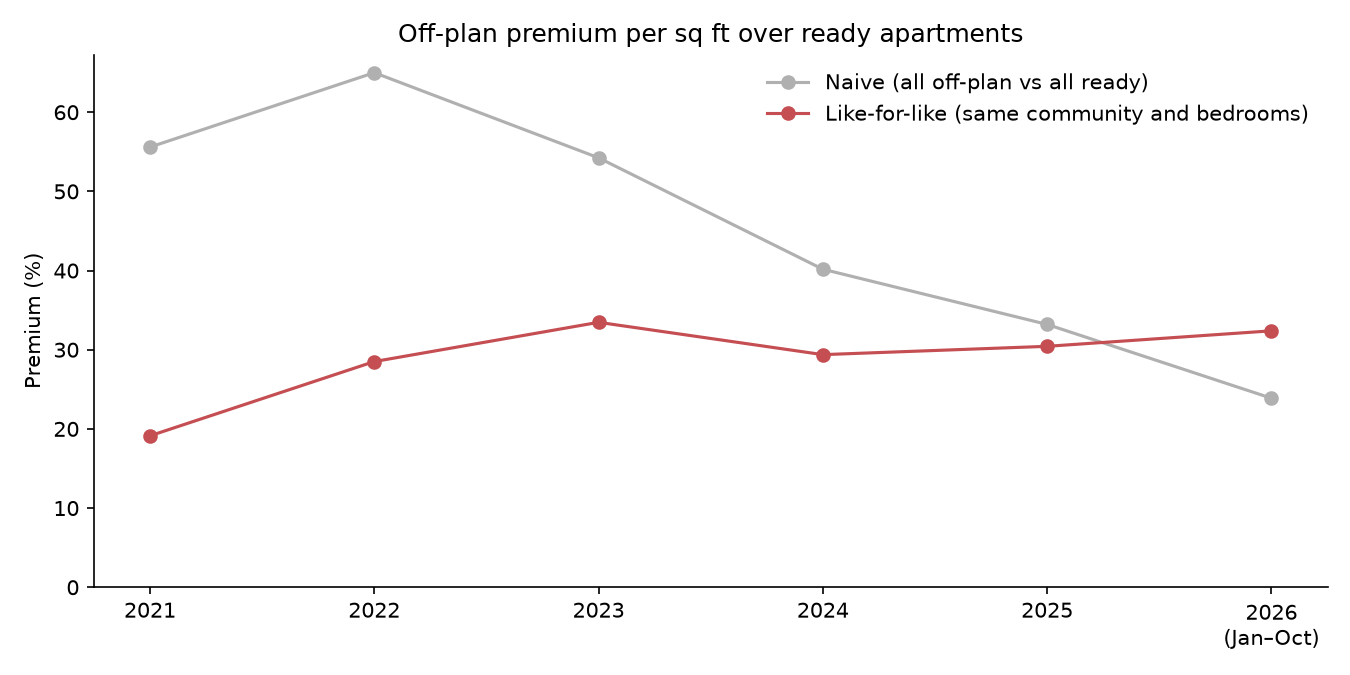 Off-plan premium per sq ft over ready apartments
Naive (all off-plan vs all ready)
Like-for-like (same community and bedrooms)
Premium (%)
60
50
40
30
20
10
0
2021
2022
2023
2024
2025
2026
(Jan–Oct)